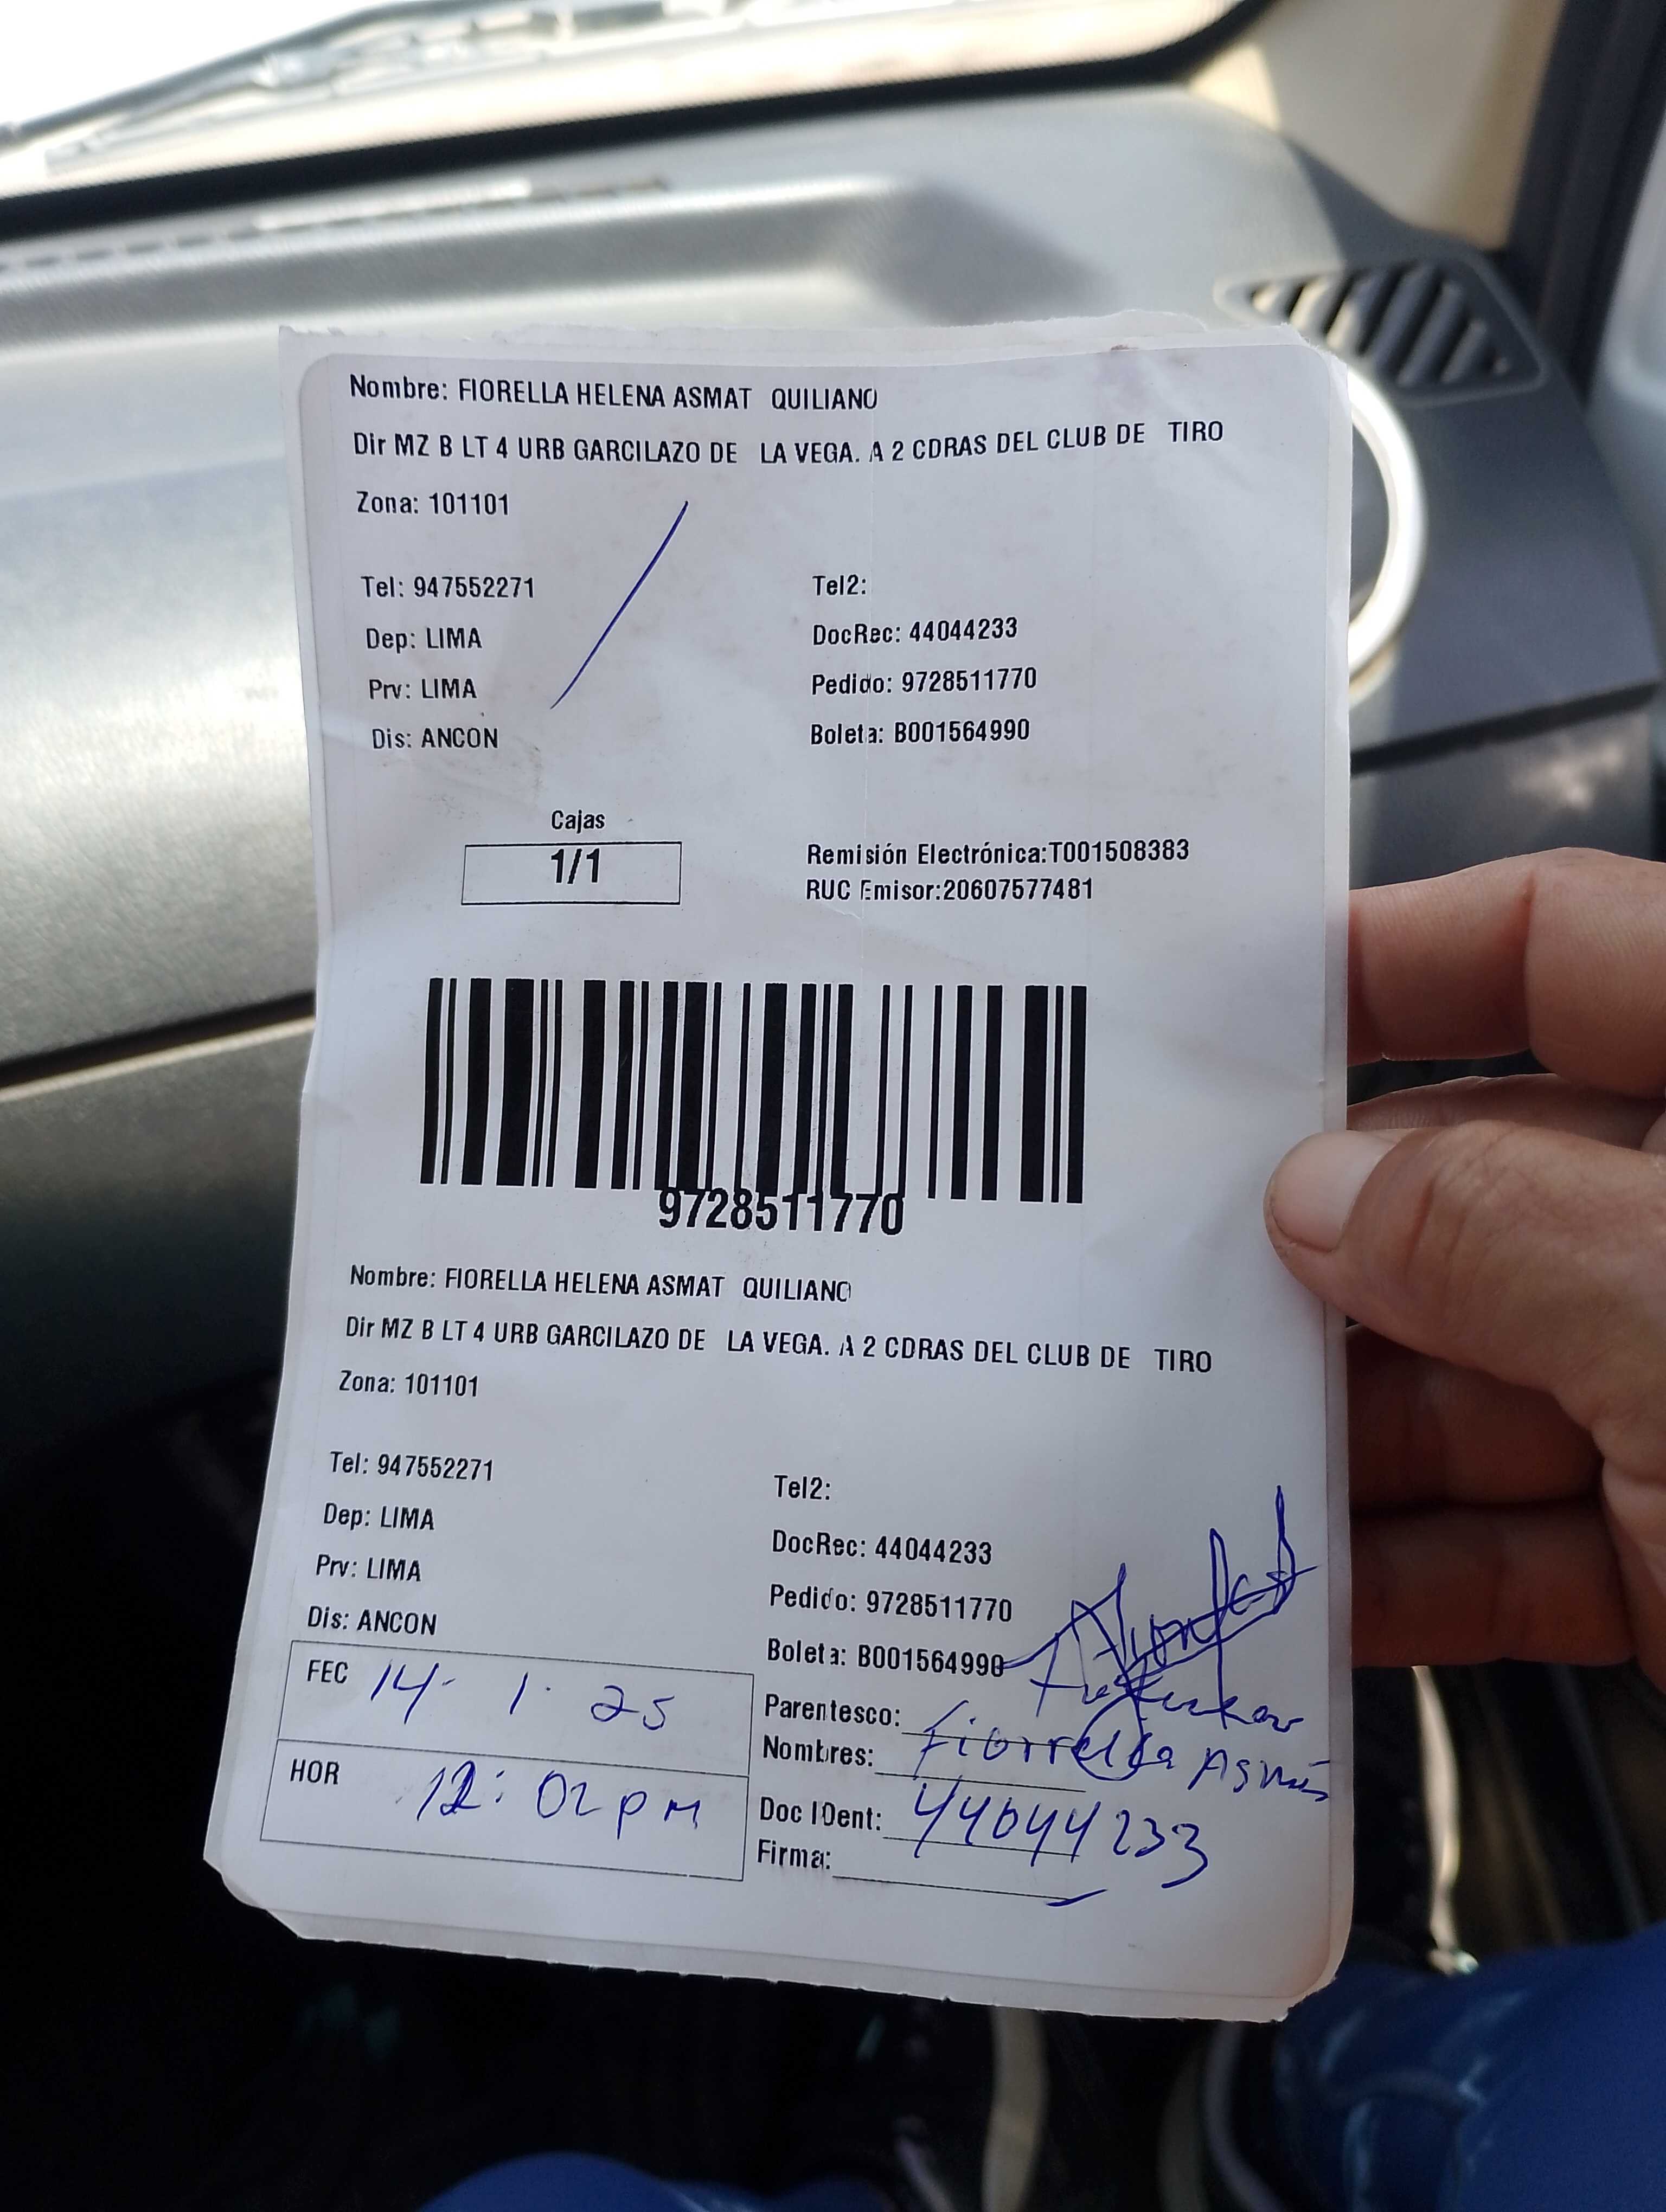 Nombre: FIORELLA HELENA ASMAT QUILIANO
Dir MZ B LT 4 URB GARCILAZO DE LA VEGA. A 2 CDRAS DEL CLUB DE TIRO
Zona: 101101
Tel: 947552271
Tel2:
Dep: LIMA
DocRec: 44044233
Prv: LIMA
Pedido: 9728511770
Dis: ANCON
Boleta: B001564990
Cajas
1/1
Remisión Electrónica:T001508383
RUC Emisor:20607577481
9728511770
Nombre: FIORELLA HELENA ASMAT QUILIANO
Dir MZ B LT 4 URB GARCILAZO DE LA VEGA. A 2 CDRAS DEL CLUB DE TIRO
Zona: 101101
Tel: 947552271
Tel2:
Dep: LIMA
DocRec: 44044233
Prv: LIMA
Pedido: 9728511770
Dis: ANCON
Boleta: B001564990
FEC 14. 1. 25
Parentesco:
Nombres: Fiorrella
HOR 12:02 pm
Doc IDent: 44044233
Firma: